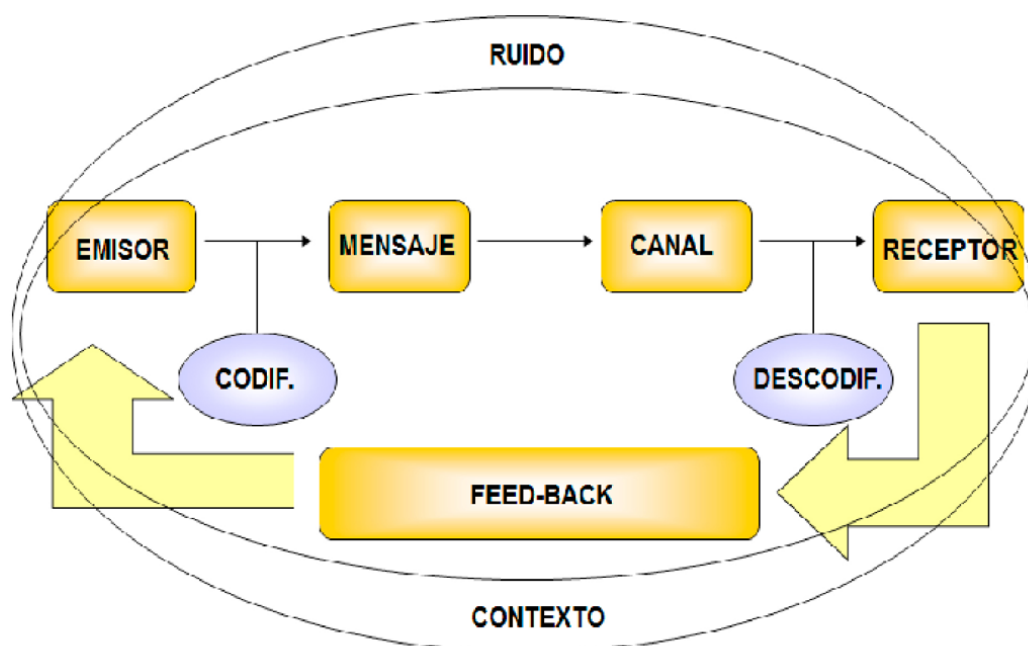 RUIDO
EMISOR
MENSAJE
CANAL
RECEPTOR
CODIF.
DESCODIF.
FEED-BACK
CONTEXTO